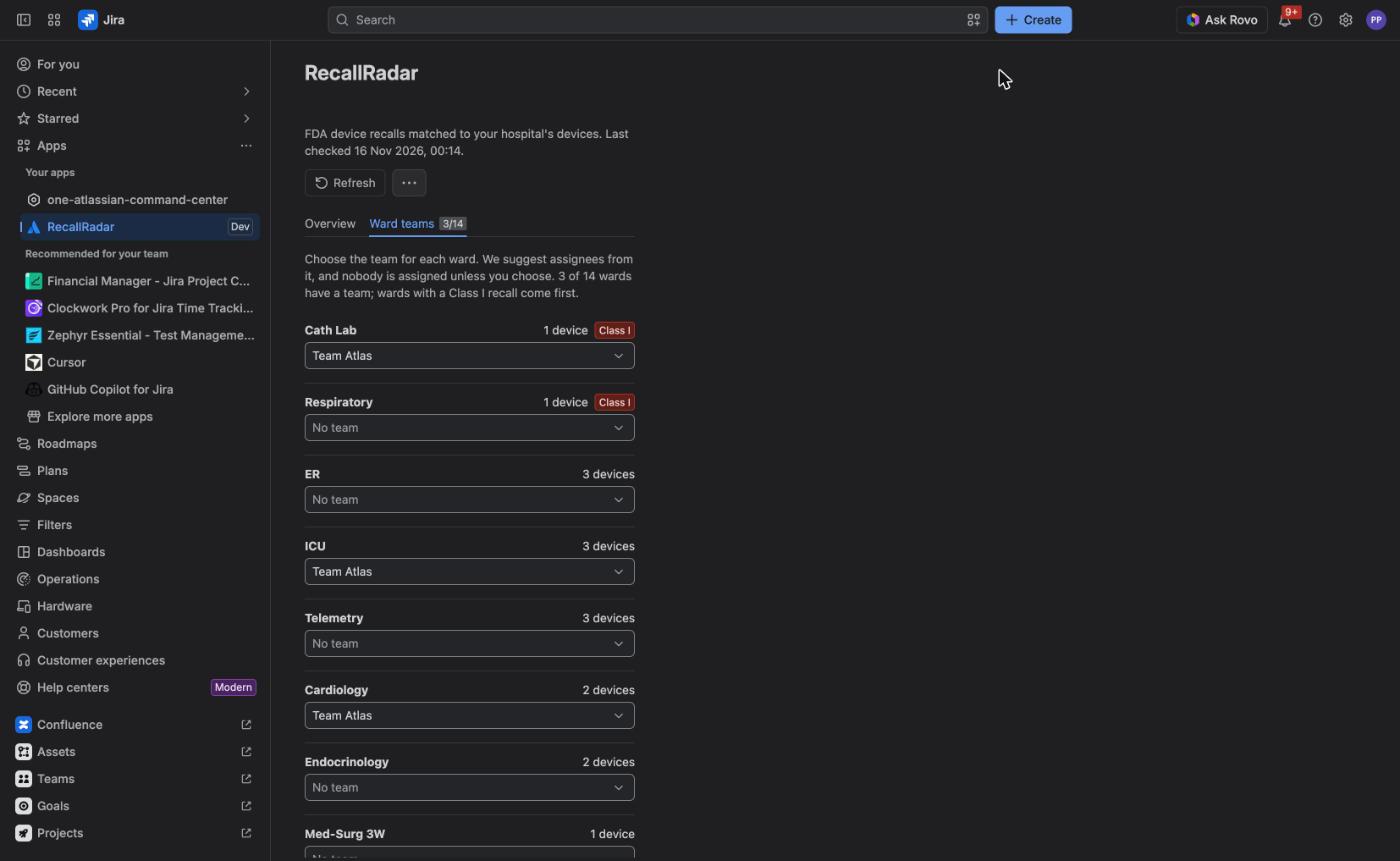 Jira
Search
+ Create
Ask Rovo
9+
PP
For you
Recent
Starred
Apps
Your apps
one-atlassian-command-center
RecallRadar
Dev
Recommended for your team
Financial Manager - Jira Project C...
Clockwork Pro for Jira Time Tracki...
Zephyr Essential - Test Manageme...
Cursor
GitHub Copilot for Jira
Explore more apps
Roadmaps
Plans
Spaces
Filters
Dashboards
Operations
Hardware
Customers
Customer experiences
Help centers
Modern
Confluence
Assets
Teams
Goals
Projects
RecallRadar
FDA device recalls matched to your hospital's devices. Last
checked 16 Nov 2026, 00:14.
Refresh
Overview
Ward teams 3/14
Choose the team for each ward. We suggest assignees from
it, and nobody is assigned unless you choose. 3 of 14 wards
have a team; wards with a Class I recall come first.
Cath Lab 1 device Class I
Team Atlas
Respiratory 1 device Class I
No team
ER 3 devices
No team
ICU 3 devices
Team Atlas
Telemetry 3 devices
No team
Cardiology 2 devices
Team Atlas
Endocrinology 2 devices
No team
Med-Surg 3W 1 device